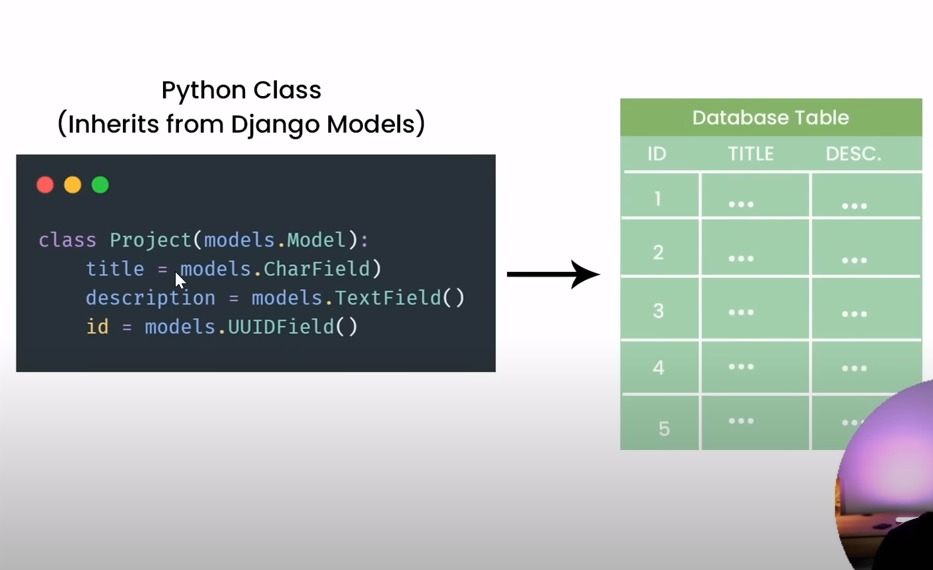 Python Class
(Inherits from Django Models)
class Project(models.Model):
title = models.CharField)
description = models.TextField()
id = models.UUIDField()
Database Table
ID TITLE DESC.
1 ... ...
2 ... ...
3 ... ...
4 ... ...
5 ... ...